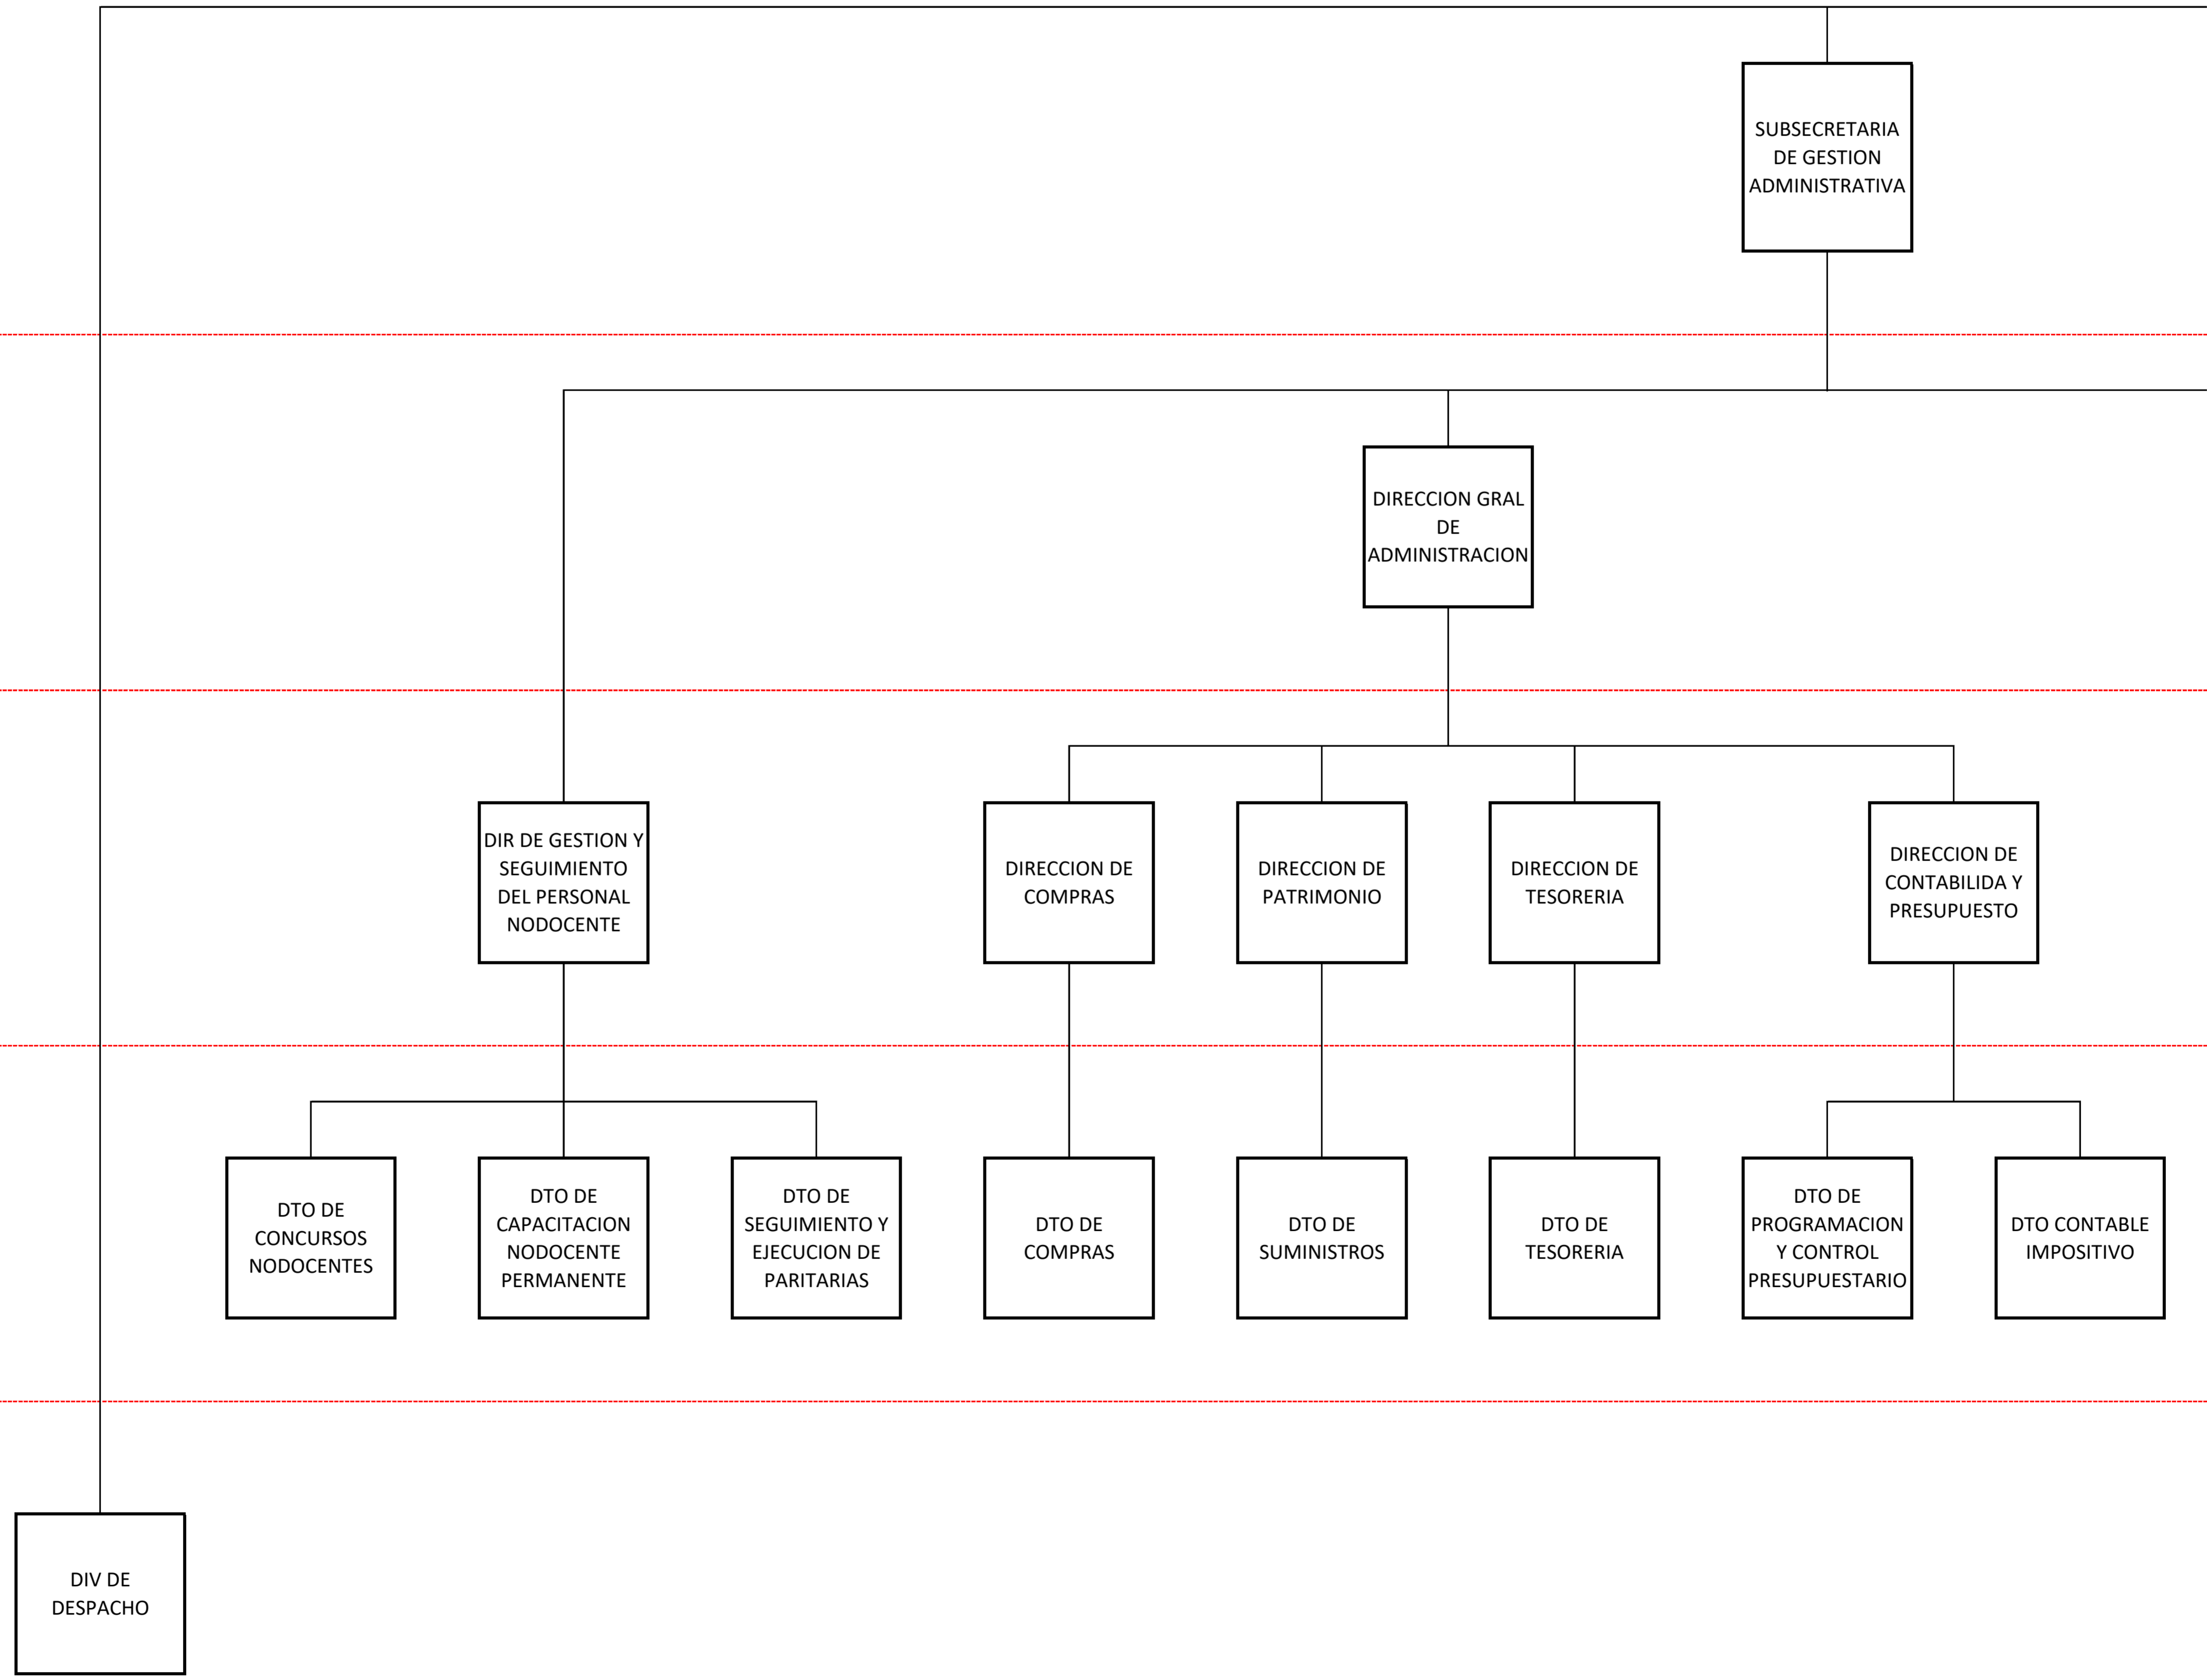 SUBSECRETARIA
DE GESTION
ADMINISTRATIVA
DIRECCION GRAL
DE
ADMINISTRACION
DIR DE GESTION Y
SEGUIMIENTO
DEL PERSONAL
NODOCENTE
DIRECCION DE
COMPRAS
DIRECCION DE
PATRIMONIO
DIRECCION DE
TESORERIA
DIRECCION DE
CONTABILIDA Y
PRESUPUESTO
DTO DE
CONCURSOS
NODOCENTES
DTO DE
CAPACITACION
NODOCENTE
PERMANENTE
DTO DE
SEGUIMIENTO Y
EJECUCION DE
PARITARIAS
DTO DE
COMPRAS
DTO DE
SUMINISTROS
DTO DE
TESORERIA
DTO DE
PROGRAMACION
Y CONTROL
PRESUPUESTARIO
DTO CONTABLE
IMPOSITIVO
DIV DE
DESPACHO